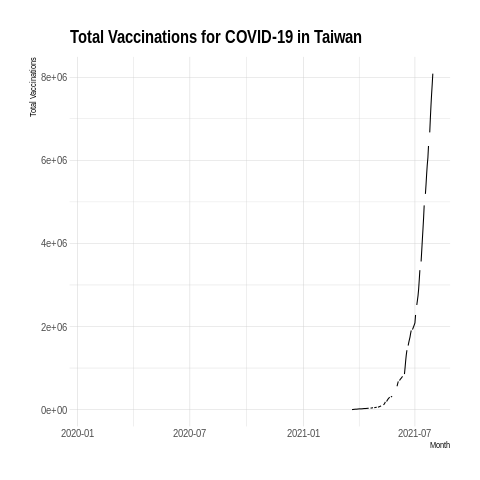 Total Vaccinations for COVID-19 in Taiwan
Total Vaccinations
8e+06
6e+06
4e+06
2e+06
0e+00
2020-01 2020-07 2021-01 2021-07
Month